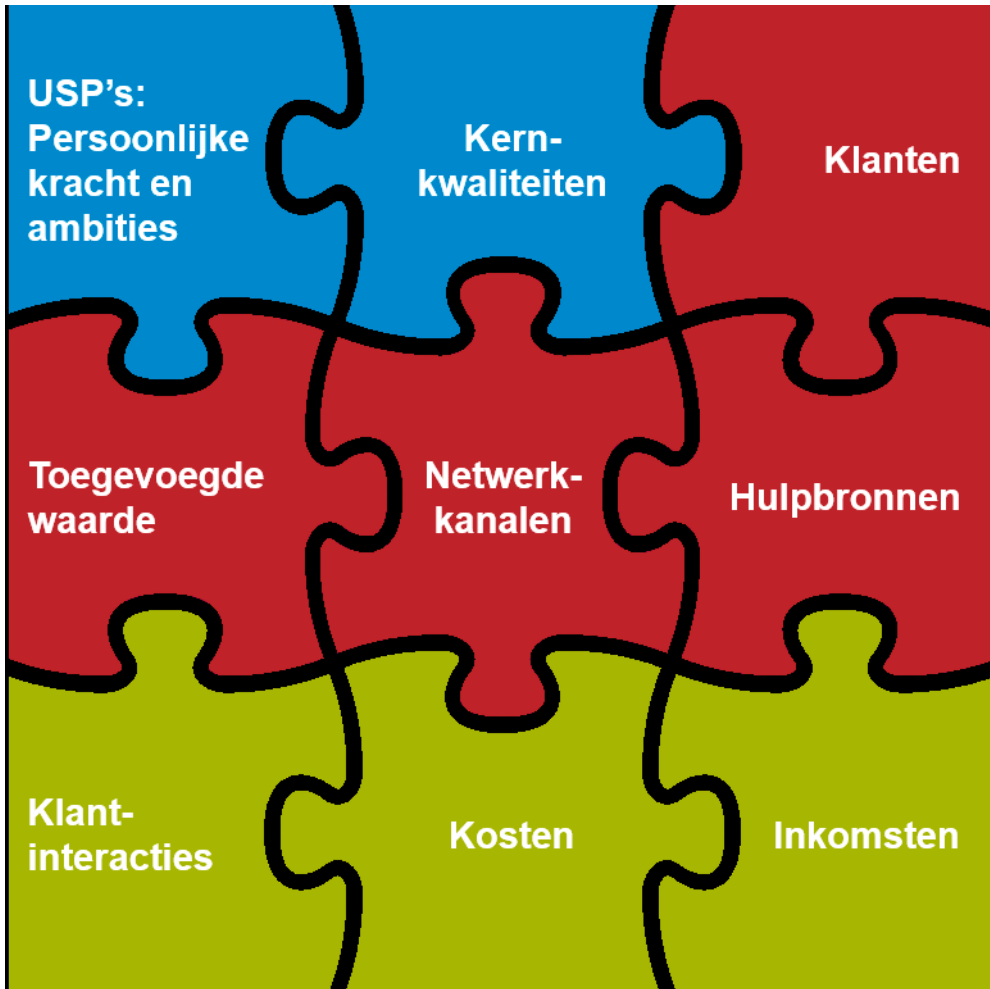 USP’s:
Persoonlijke
kracht en
ambities
Kern-
kwaliteiten
Klanten
Toegevoegde
waarde
Netwerk-
kanalen
Hulpbronnen
Klant-
interacties
Kosten
Inkomsten